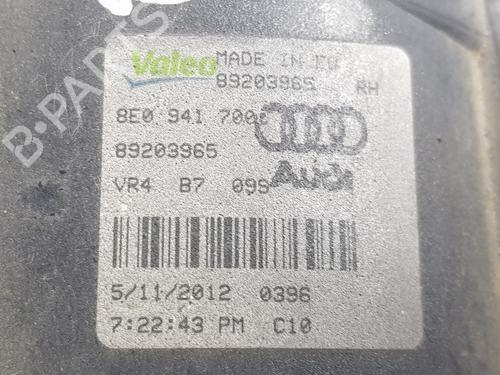 Valeo MADE IN EU
89203965 RH
8E0 941 700
89203965
Audi
VR4 B7 09S
5/11/2012 0396
7:22:43 PM C10
B-PARTS